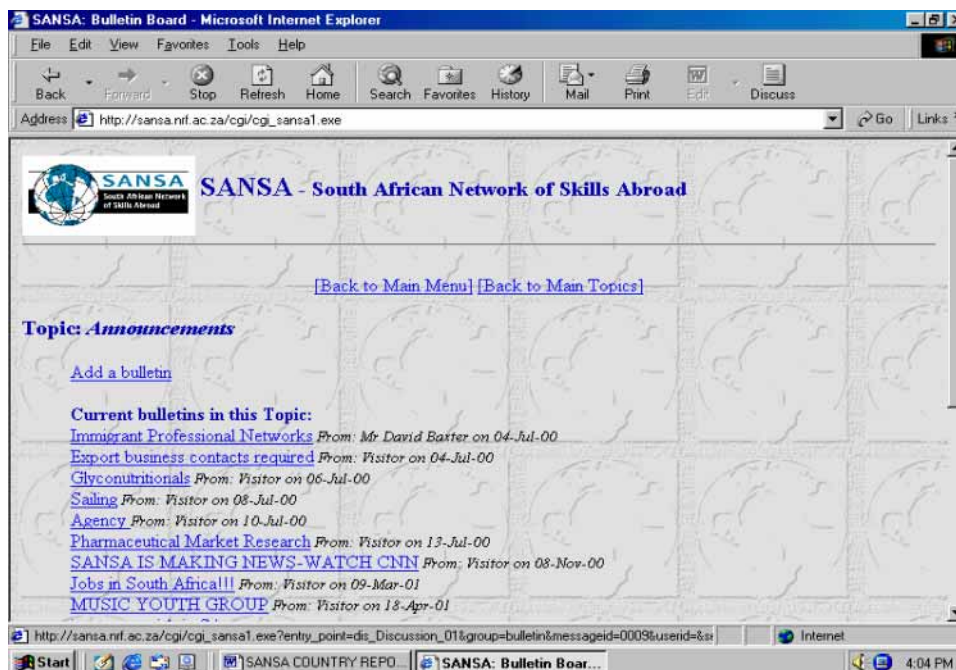 SANSA: Bulletin Board - Microsoft Internet Explorer
File Edit View Favorites Tools Help
Back Forward Stop Refresh Home Search Favorites History Mail Print Edit Discuss
Address http://sansa.nrf.ac.za/cgi/cgi_sansa1.exe Go Links
SANSA
South African Network
of Skills Abroad
SANSA - South African Network of Skills Abroad
[Back to Main Menu] [Back to Main Topics]
Topic: Announcements
Add a bulletin
Current bulletins in this Topic:
Immigrant Professional Networks From: Mr David Baxter on 04-Jul-00
Export business contacts required From: Visitor on 04-Jul-00
Glyconutritionals From: Visitor on 06-Jul-00
Sailing From: Visitor on 08-Jul-00
Agency From: Visitor on 10-Jul-00
Pharmaceutical Market Research From: Visitor on 13-Jul-00
SANSA IS MAKING NEWS-WATCH CNN From: Visitor on 08-Nov-00
Jobs in South Africa!!! From: Visitor on 09-Mar-01
MUSIC YOUTH GROUP From: Visitor on 18-Apr-01
http://sansa.nrf.ac.za/cgi/cgi_sansa1.exe?entry_point=dis_Discussion_01&group=bulletin&messageid=0009&userid=&s Internet
Start SANSA COUNTRY REPO... SANSA: Bulletin Boar... 4:04 PM